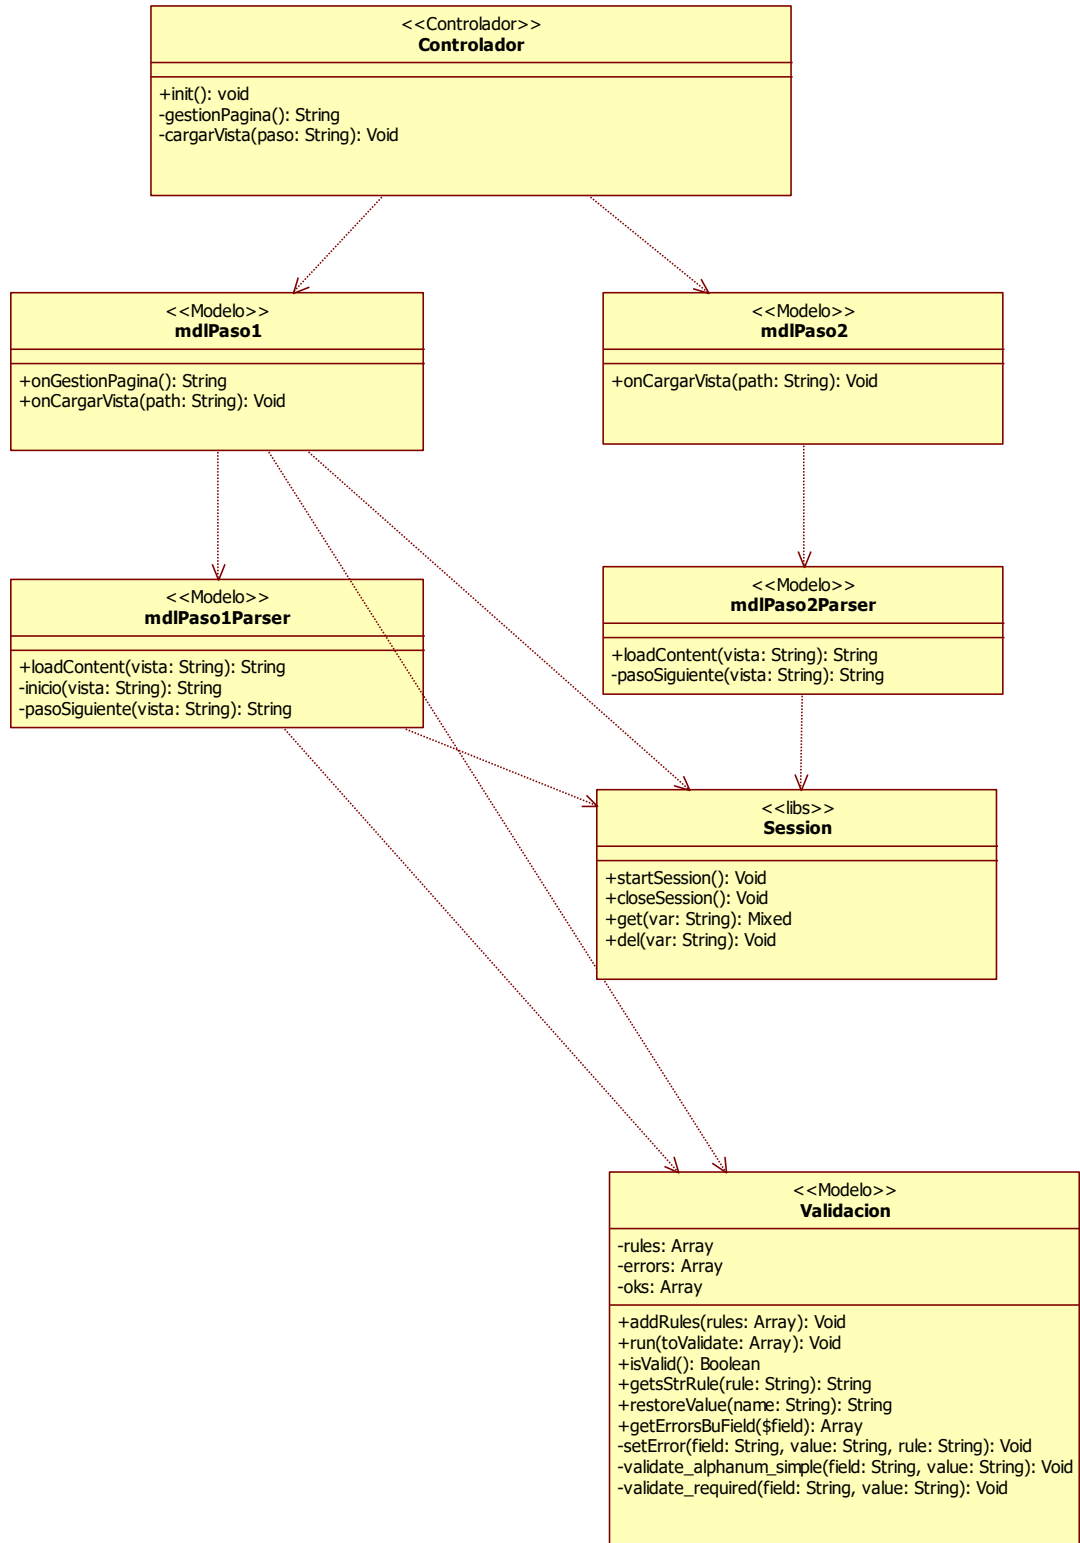 <<Controlador>>
Controlador
+init(): void
-gestionPagina(): String
-cargarVista(paso: String): Void
<<Modelo>>
mdlPaso1
+onGestionPagina(): String
+onCargarVista(path: String): Void
<<Modelo>>
mdlPaso2
+onCargarVista(path: String): Void
<<Modelo>>
mdlPaso1Parser
+loadContent(vista: String): String
-inicio(vista: String): String
-pasoSiguiente(vista: String): String
<<Modelo>>
mdlPaso2Parser
+loadContent(vista: String): String
-pasoSiguiente(vista: String): String
<<libs>>
Session
+startSession(): Void
+closeSession(): Void
+get(var: String): Mixed
+del(var: String): Void
<<Modelo>>
Validacion
-rules: Array
-errors: Array
-oks: Array
+addRules(rules: Array): Void
+run(toValidate: Array): Void
+isValid(): Boolean
+getsStrRule(rule: String): String
+restoreValue(name: String): String
+getErrorsBuField($field): Array
-setError(field: String, value: String, rule: String): Void
-validate_alphanum_simple(field: String, value: String): Void
-validate_required(field: String, value: String): Void